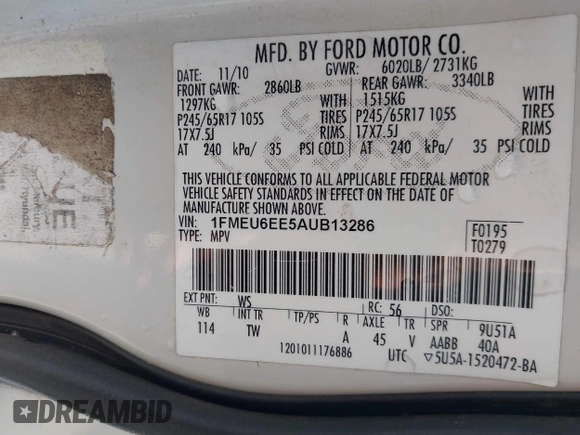 MFD. BY FORD MOTOR CO.
DATE: 11/10 GVWR: 6020LB/ 2731KG
FRONT GAWR: 2860LB REAR GAWR: 3340LB
1297KG WITH 1515KG WITH
P245/65R17 105S TIRES P245/65R17 105S TIRES
17X7.5J RIMS 17X7.5J RIMS
AT 240 kPa/ 35 PSI COLD AT 240 kPa/ 35 PSI COLD
THIS VEHICLE CONFORMS TO ALL APPLICABLE FEDERAL MOTOR
VEHICLE SAFETY STANDARDS IN EFFECT ON THE DATE OF
MANUFACTURE SHOWN ABOVE.
VIN: 1FMEU6EE5AUB13286
TYPE: MPV
F0195
T0279
EXT PNT: WS RC: 56 DSO:
WB INT TR TP/PS R AXLE TR SPR 9U51A
114 TW A 45 V AABB 40A
1201011176886 UTC 5U5A-1520472-BA
DREAMBID